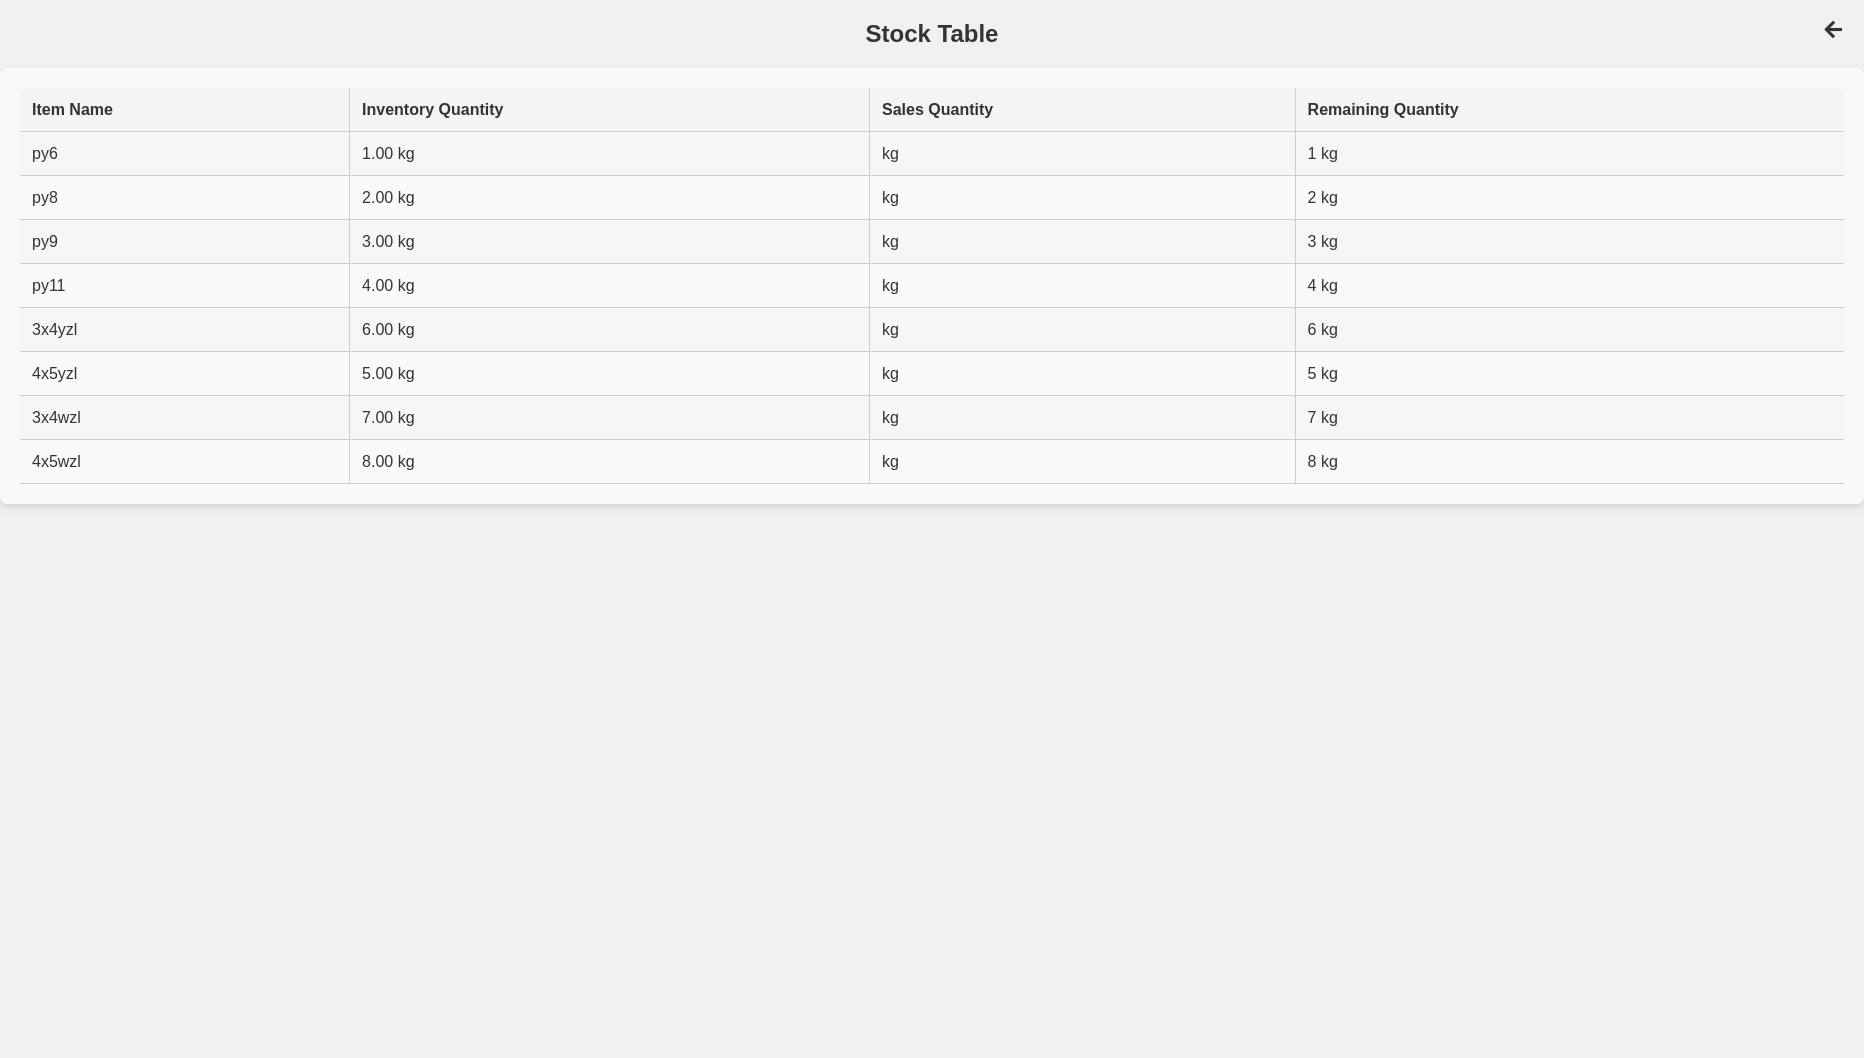 Stock Table
Item Name Inventory Quantity Sales Quantity Remaining Quantity
py6 1.00 kg kg 1 kg
py8 2.00 kg kg 2 kg
py9 3.00 kg kg 3 kg
py11 4.00 kg kg 4 kg
3x4yzl 6.00 kg kg 6 kg
4x5yzl 5.00 kg kg 5 kg
3x4wzl 7.00 kg kg 7 kg
4x5wzl 8.00 kg kg 8 kg